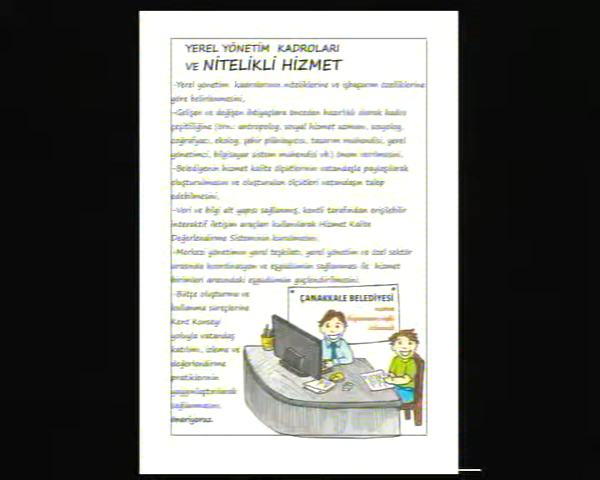 YEREL YÖNETİM KADROLARI
VE NİTELİKLİ HİZMET
-Yerel yönetim kadrolarının niteliklerine ve işbaşarım özelliklerine
göre belirlenmesini,
-Gelişen ve değişen ihtiyaçlara önceden hazırlıklı olarak kadro
çeşitliliğine (örn.: antropolog, sosyal hizmet uzmanı, sosyolog,
coğrafyacı, ekolog, şehir plânlayıcısı, tasarım mühendisi, yerel
yönetimci, bilgisayar sistem mühendisi vb.) önem verilmesini,
-Belediyenin hizmet kalite ölçütlerinin vatandaşla paylaşılarak
oluşturulmasını ve oluşturulan ölçütleri vatandaşın talep
edebilmesini,
-Veri ve bilgi alt yapısı sağlanmış, kentli tarafından erişilebilir
interaktif iletişim araçları kullanılarak Hizmet Kalite
Değerlendirme Sisteminin kurulmasını,
-Merkezi yönetimin yerel teşkilatı, yerel yönetim ve özel sektör
arasında koordinasyon ve eşgüdümün sağlanması ile hizmet
birimleri arasındaki eşgüdümün güçlendirilmesini,
-Bütçe oluşturma ve
kullanma süreçlerine
Kent Konseyi
yoluyla vatandaş
katılımı, izleme ve
değerlendirme
pratiklerinin
yaygınlaştırılarak
sağlanmasını,
öneriyoruz.
ÇANAKKALE BELEDİYESİ